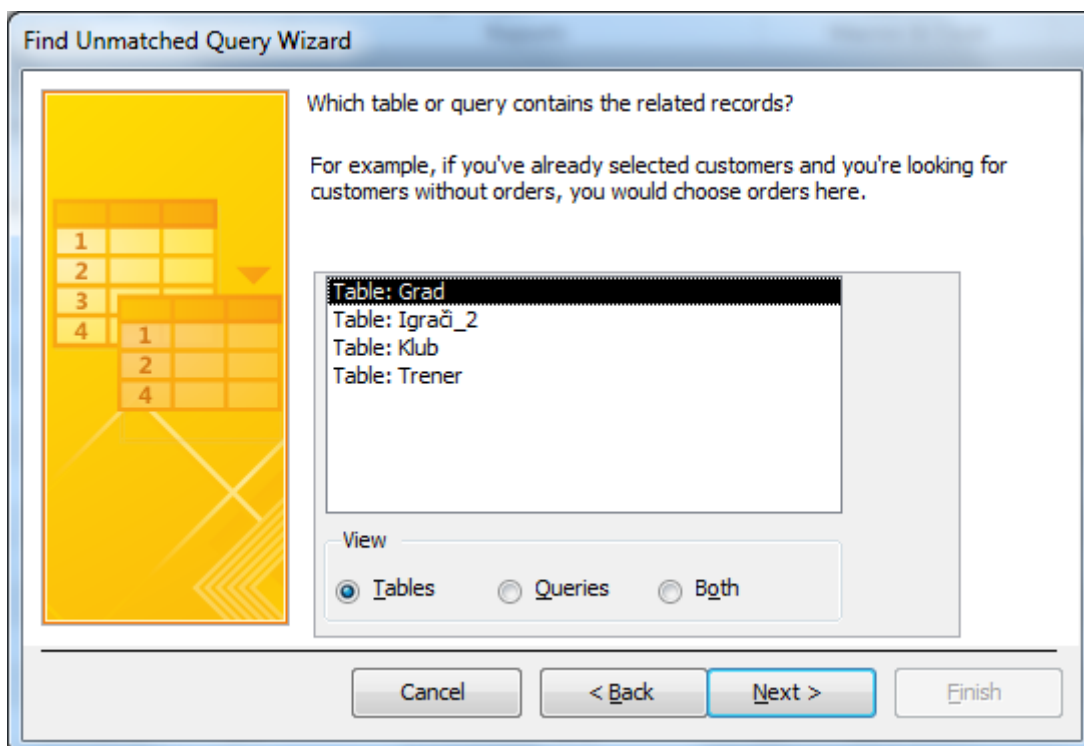 Find Unmatched Query Wizard
Which table or query contains the related records?
For example, if you've already selected customers and you're looking for
customers without orders, you would choose orders here.
1
2
3
4
1
2
4
Table: Grad
Table: Igrači_2
Table: Klub
Table: Trener
View
Tables Queries Both
Cancel < Back Next > Finish